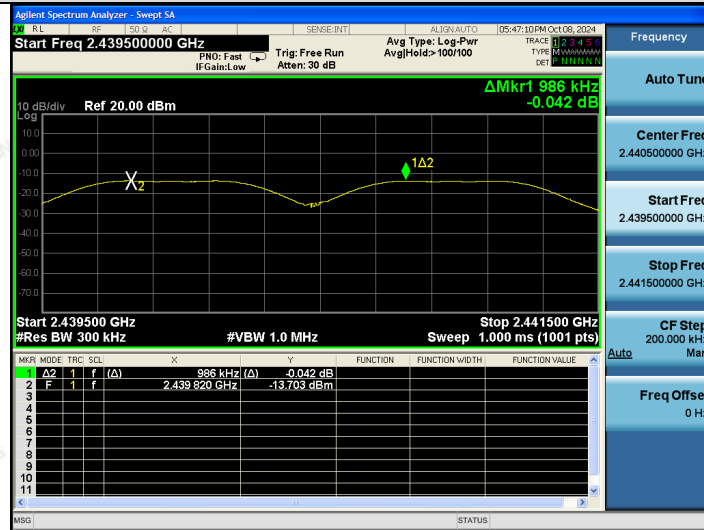 Agilent Spectrum Analyzer - Swept SA
LXI RL RF 50 Ω AC SENSE:INT ALIGNAUTO 05:47:10PM Oct 08, 2024
Start Freq 2.439500000 GHz
PNO: Fast
IFGain:Low
Trig: Free Run
Atten: 30 dB
Avg Type: Log-Pwr
Avg|Hold:>100/100
TRACE 1 2 3 4 5 6
TYPE M
DET P N N N N N
ΔMkr1 986 kHz
-0.042 dB
10 dB/div Ref 20.00 dBm
Log
10.0
0.00
-10.0
-20.0
-30.0
-40.0
-50.0
-60.0
-70.0
X2
1Δ2
Start 2.439500 GHz Stop 2.441500 GHz
#Res BW 300 kHz #VBW 1.0 MHz Sweep 1.000 ms (1001 pts)
MKR MODE TRC SCL X Y FUNCTION FUNCTION WIDTH FUNCTION VALUE
1 Δ2 1 f (Δ) 986 kHz (Δ) -0.042 dB
2 F 1 f 2.439 820 GHz -13.703 dBm
3
4
5
6
7
8
9
10
11
MSG STATUS
Frequency
Auto Tun
Center Fre
2.440500000 GH
Start Fre
2.439500000 GH
Stop Fre
2.441500000 GH
CF Step
200.000 kH
Auto Man
Freq Offse
0 H